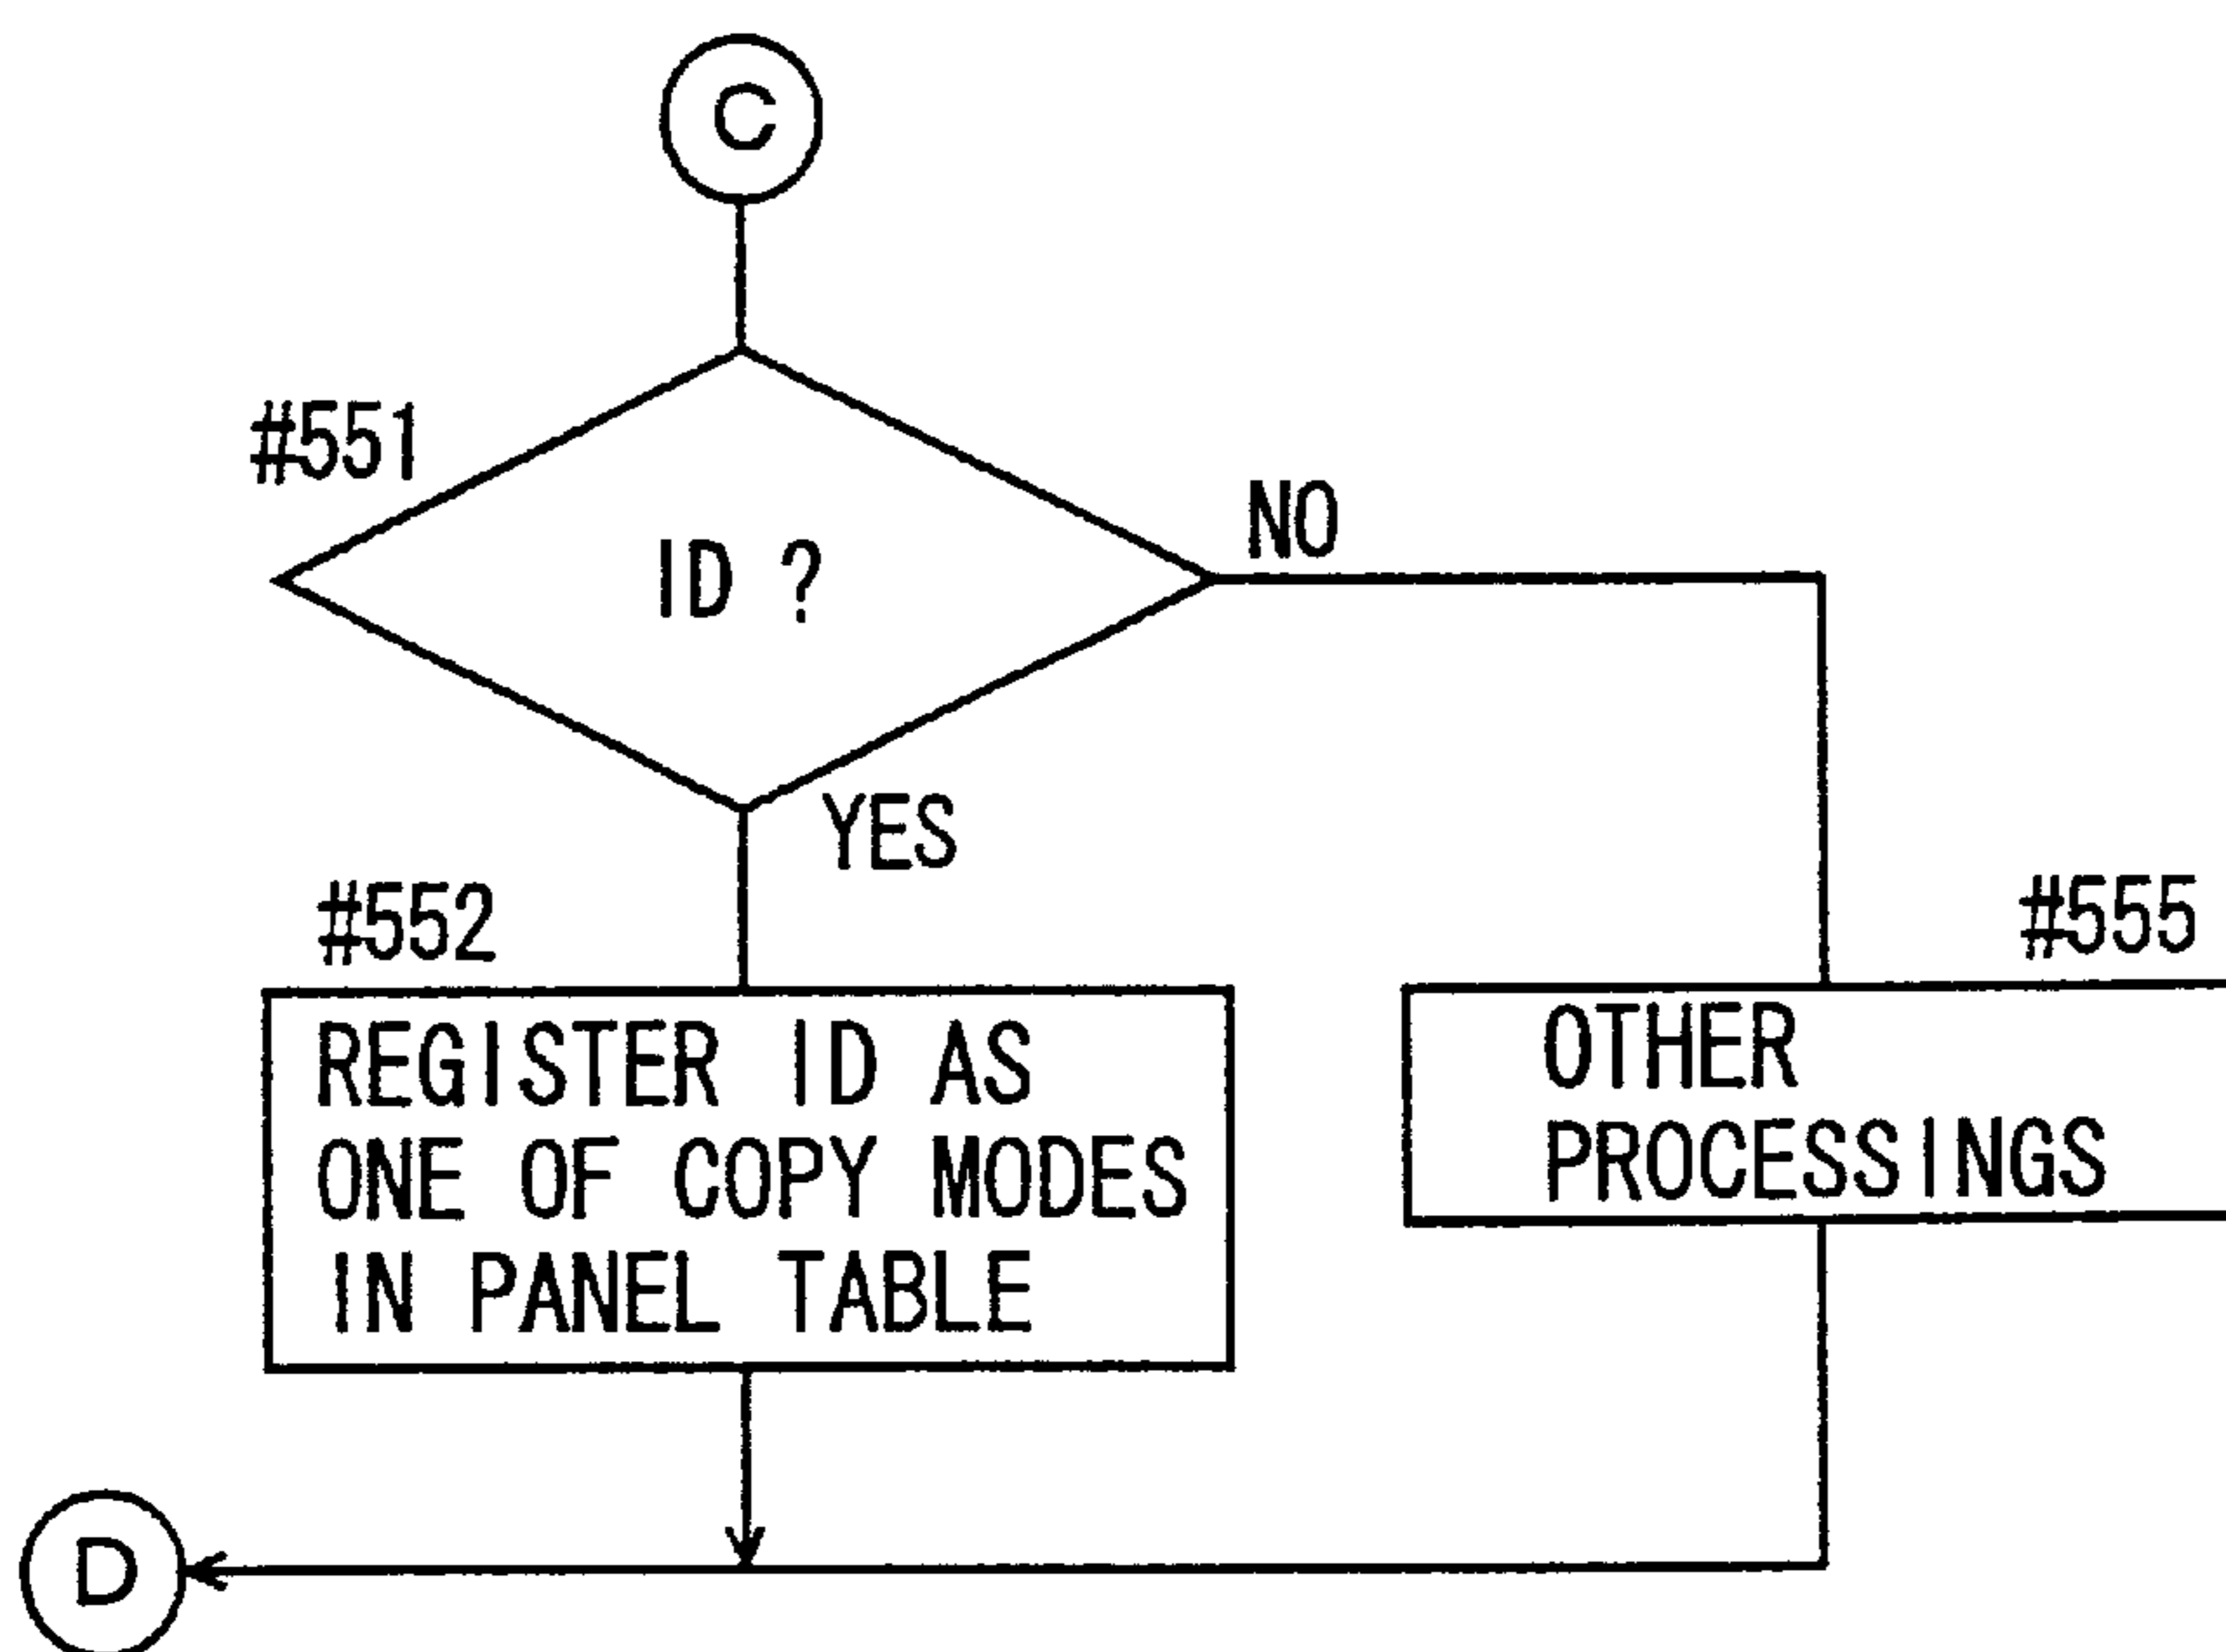 C
#551
ID ?
NO
YES
#552
#555
REGISTER ID AS
ONE OF COPY MODES
IN PANEL TABLE
OTHER
PROCESSINGS
D